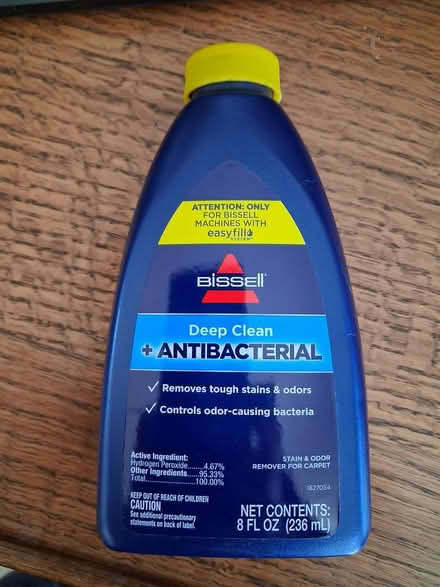 ATTENTION: ONLY
FOR BISSELL
MACHINES WITH
easyfill
SYSTEM
BISSELL
Deep Clean
+ ANTIBACTERIAL
✓ Removes tough stains & odors
✓ Controls odor-causing bacteria
Active Ingredient:
Hydrogen Peroxide......4.67%
Other Ingredients....95.33%
Total....................100.00%
KEEP OUT OF REACH OF CHILDREN
CAUTION
See additional precautionary
statements on back of label.
STAIN & ODOR
REMOVER FOR CARPET
1627054
NET CONTENTS:
8 FL OZ (236 mL)